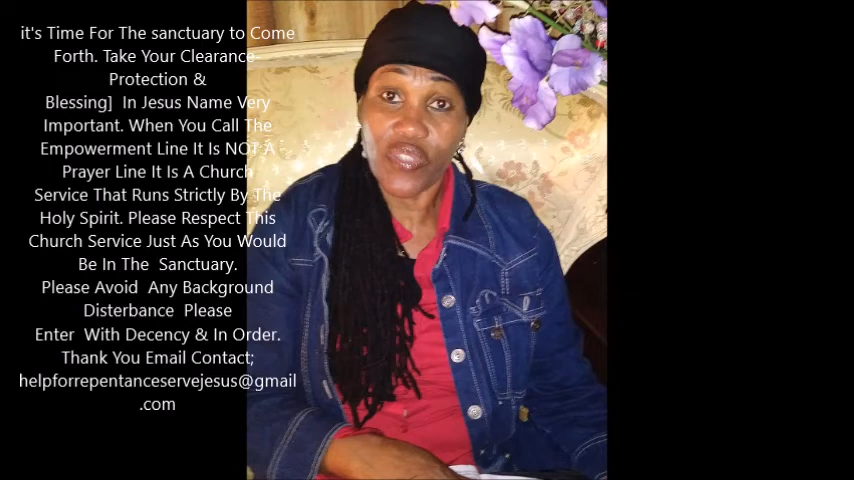 it's Time For The sanctuary to Come
Forth. Take Your Clearance
Protection &
Blessing]  In Jesus Name Very
Important. When You Call The
Empowerment Line It Is NOT A
Prayer Line It Is A Church
Service That Runs Strictly By The
Holy Spirit. Please Respect This
Church Service Just As You Would
Be In The  Sanctuary.
Please Avoid  Any Background
Disterbance  Please
Enter  With Decency & In Order.
Thank You Email Contact;
helpforrepentanceservejesus@gmail
.com